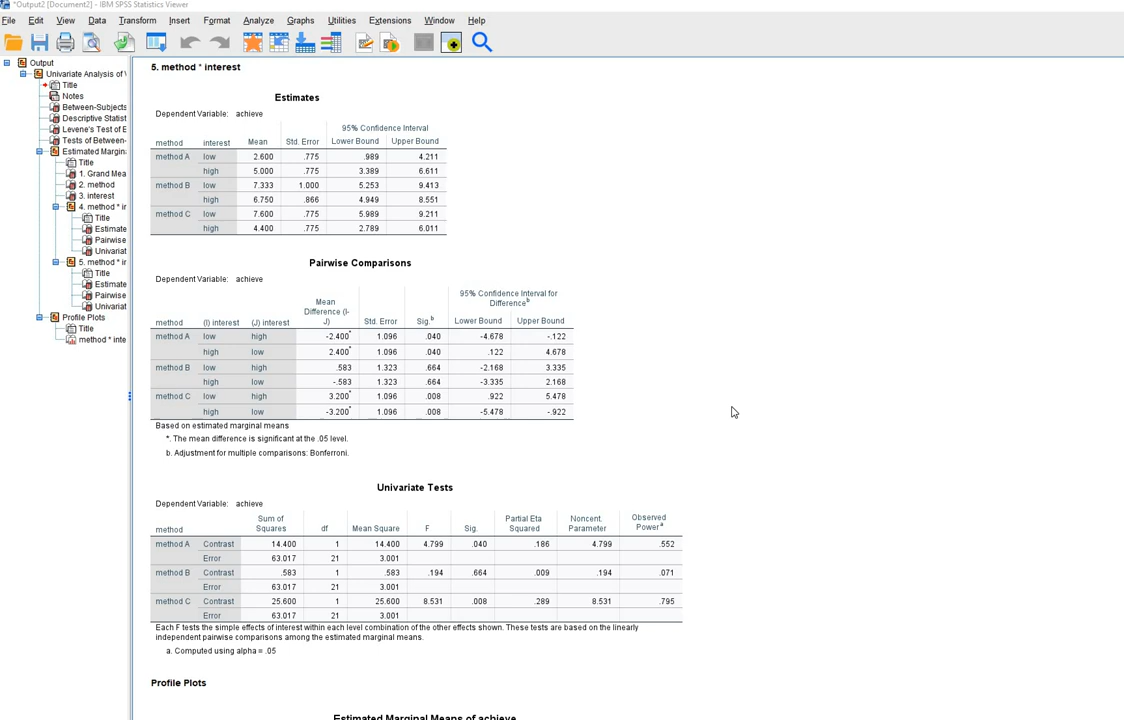 *Output2 [Document2] - IBM SPSS Statistics Viewer
File Edit View Data Transform Insert Format Analyze Graphs Utilities Extensions Window Help
Output
Univariate Analysis of V
Title
Notes
Between-Subjects
Descriptive Statist
Levene's Test of E
Tests of Between-
Estimated Margina
Title
1. Grand Mea
2. method
3. interest
4. method * ir
Title
Estimate
Pairwise
Univariat
5. method * ir
Title
Estimate
Pairwise
Univariat
Profile Plots
Title
method * inte
5. method * interest
Estimates
Dependent Variable: achieve
95% Confidence Interval
method interest Mean Std. Error Lower Bound Upper Bound
method A low 2.600 .775 .989 4.211
high 5.000 .775 3.389 6.611
method B low 7.333 1.000 5.253 9.413
high 6.750 .866 4.949 8.551
method C low 7.600 .775 5.989 9.211
high 4.400 .775 2.789 6.011
Pairwise Comparisons
Dependent Variable: achieve
95% Confidence Interval for
Mean
Difference (I-
Differenceb
method (I) interest (J) interest J) Std. Error Sig.b Lower Bound Upper Bound
method A low high -2.400* 1.096 .040 -4.678 -.122
high low 2.400* 1.096 .040 .122 4.678
method B low high .583 1.323 .664 -2.168 3.335
high low -.583 1.323 .664 -3.335 2.168
method C low high 3.200* 1.096 .008 .922 5.478
high low -3.200* 1.096 .008 -5.478 -.922
Based on estimated marginal means
*. The mean difference is significant at the .05 level.
b. Adjustment for multiple comparisons: Bonferroni.
Univariate Tests
Dependent Variable: achieve
Sum of Partial Eta Noncent. Observed
method Squares df Mean Square F Sig. Squared Parameter Powera
method A Contrast 14.400 1 14.400 4.799 .040 .186 4.799 .552
Error 63.017 21 3.001
method B Contrast .583 1 .583 .194 .664 .009 .194 .071
Error 63.017 21 3.001
method C Contrast 25.600 1 25.600 8.531 .008 .289 8.531 .795
Error 63.017 21 3.001
Each F tests the simple effects of interest within each level combination of the other effects shown. These tests are based on the linearly
independent pairwise comparisons among the estimated marginal means.
a. Computed using alpha = .05
Profile Plots
Estimated Marginal Means of achieve